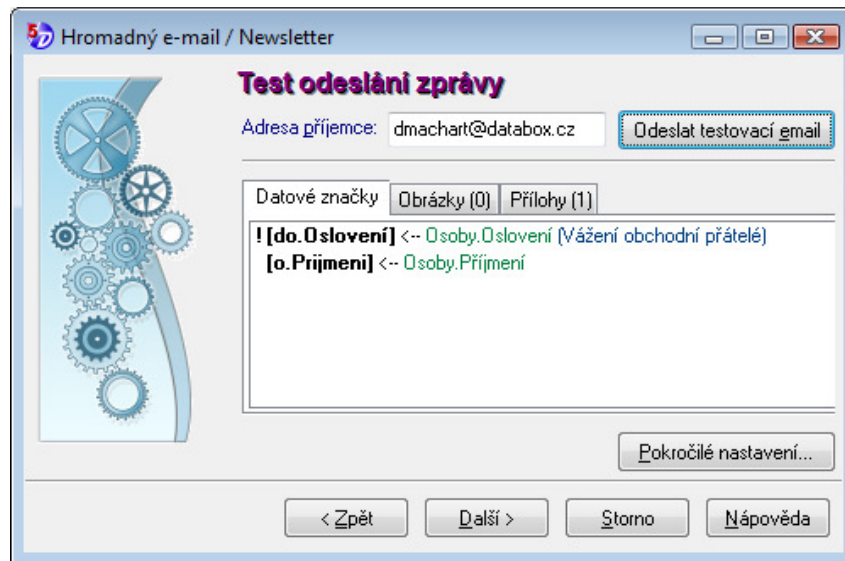 Hromadný e-mail / Newsletter
Test odeslání zprávy
Adresa příjemce: dmachart@databox.cz Odeslat testovací email
Datové značky Obrázky (0) Přílohy (1)
! [do.Oslovení] <-- Osoby.Oslovení (Vážení obchodní přátelé)
[o.Prijmeni] <-- Osoby.Příjmení
Pokročilé nastavení...
< Zpět Další > Storno Nápověda